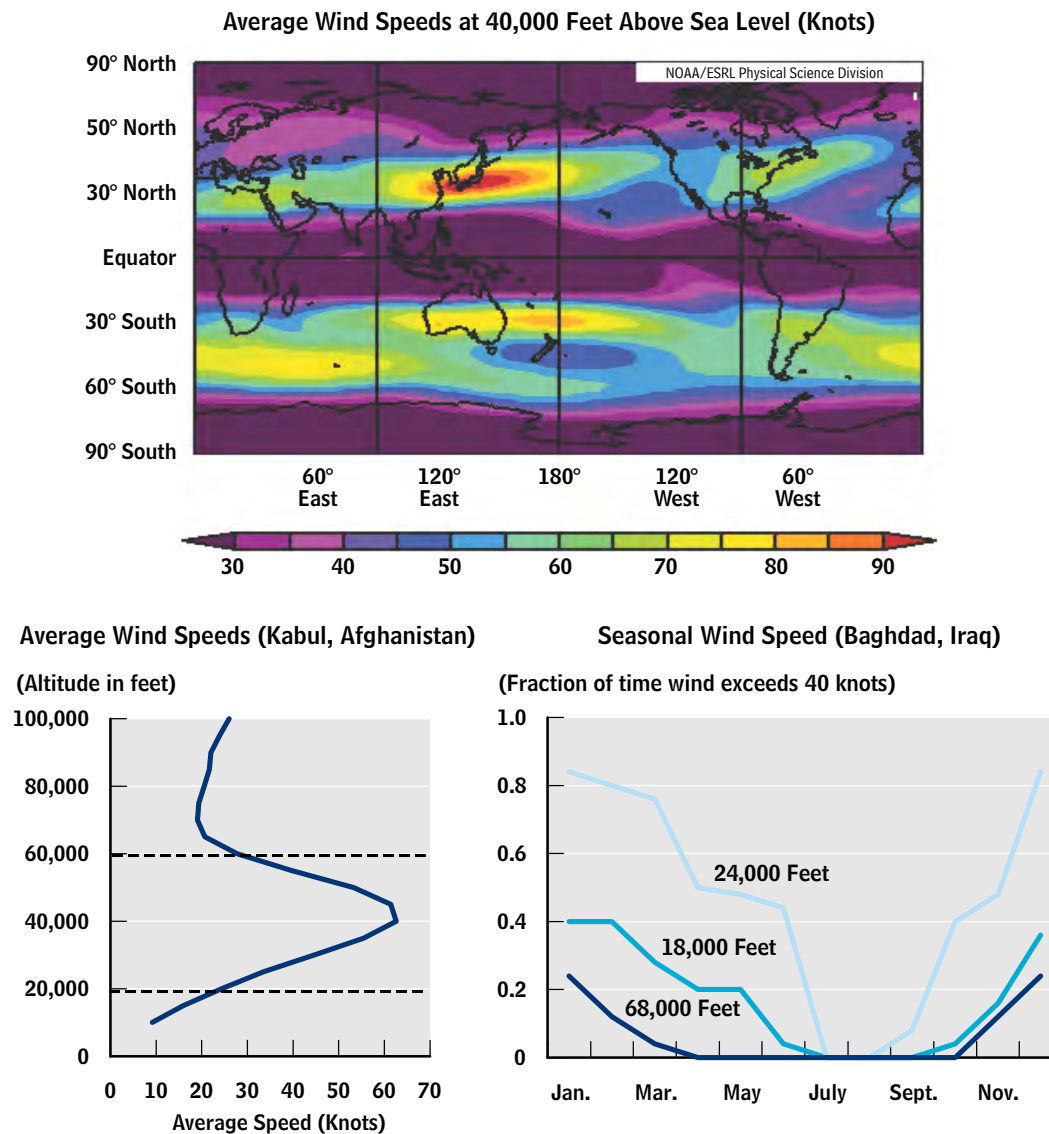 Average Wind Speeds at 40,000 Feet Above Sea Level (Knots)
NOAA/ESRL Physical Science Division
90° North
50° North
30° North
Equator
30° South
60° South
90° South
60° East
120° East
180°
120° West
60° West
30 40 50 60 70 80 90
Average Wind Speeds (Kabul, Afghanistan)
(Altitude in feet)
100,000
80,000
60,000
40,000
20,000
0
0 10 20 30 40 50 60 70
Average Speed (Knots)
Seasonal Wind Speed (Baghdad, Iraq)
(Fraction of time wind exceeds 40 knots)
1.0
0.8
0.6
0.4
0.2
0
24,000 Feet
18,000 Feet
68,000 Feet
Jan. Mar. May July Sept. Nov.